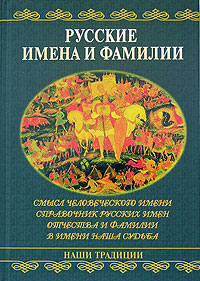 РУССКИЕ
ИМЕНА И ФАМИЛИИ
СМЫСЛ ЧЕЛОВЕЧЕСКОГО ИМЕНИ
СПРАВОЧНИК РУССКИХ ИМЕН
ОТЧЕСТВА И ФАМИЛИИ
В ИМЕНИ НАША СУДЬБА
НАШИ ТРАДИЦИИ